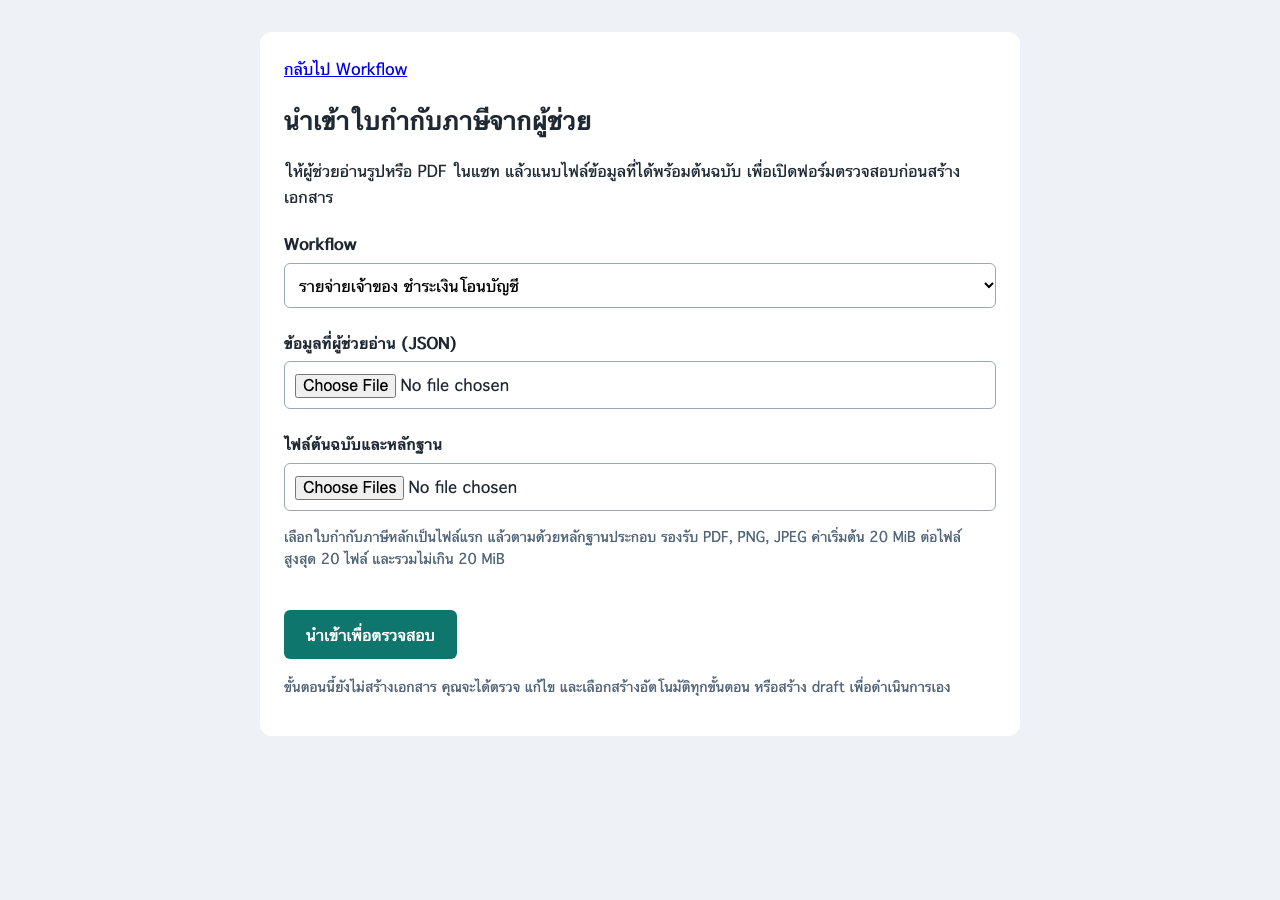 กลับไป Workflow
นำเข้าใบกำกับภาษีจากผู้ช่วย
ให้ผู้ช่วยอ่านรูปหรือ PDF ในแชท แล้วแนบไฟล์ข้อมูลที่ได้พร้อมต้นฉบับ เพื่อเปิดฟอร์มตรวจสอบก่อนสร้าง
เอกสาร
Workflow
รายจ่ายเจ้าของ ชำระเงินโอนบัญชี
ข้อมูลที่ผู้ช่วยอ่าน (JSON)
Choose File No file chosen
ไฟล์ต้นฉบับและหลักฐาน
Choose Files No file chosen
เลือกใบกำกับภาษีหลักเป็นไฟล์แรก แล้วตามด้วยหลักฐานประกอบ รองรับ PDF, PNG, JPEG ค่าเริ่มต้น 20 MiB ต่อไฟล์
สูงสุด 20 ไฟล์ และรวมไม่เกิน 20 MiB
นำเข้าเพื่อตรวจสอบ
ขั้นตอนนี้ยังไม่สร้างเอกสาร คุณจะได้ตรวจ แก้ไข และเลือกสร้างอัตโนมัติทุกขั้นตอน หรือสร้าง draft เพื่อดำเนินการเอง